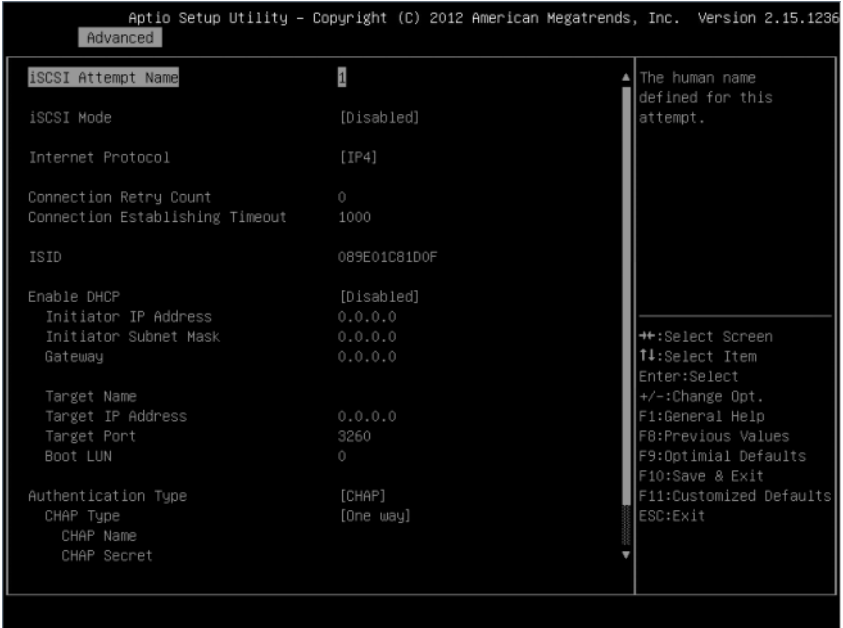 Aptio Setup Utility – Copyright (C) 2012 American Megatrends, Inc. Version 2.15.1236
Advanced
iSCSI Attempt Name 1
iSCSI Mode [Disabled]
Internet Protocol [IP4]
Connection Retry Count 0
Connection Establishing Timeout 1000
ISID 089E01C81D0F
Enable DHCP [Disabled]
Initiator IP Address 0.0.0.0
Initiator Subnet Mask 0.0.0.0
Gateway 0.0.0.0
Target Name
Target IP Address 0.0.0.0
Target Port 3260
Boot LUN 0
Authentication Type [CHAP]
CHAP Type [One way]
CHAP Name
CHAP Secret
The human name
defined for this
attempt.
→←:Select Screen
↑↓:Select Item
Enter:Select
+/-:Change Opt.
F1:General Help
F8:Previous Values
F9:Optimial Defaults
F10:Save & Exit
F11:Customized Defaults
ESC:Exit